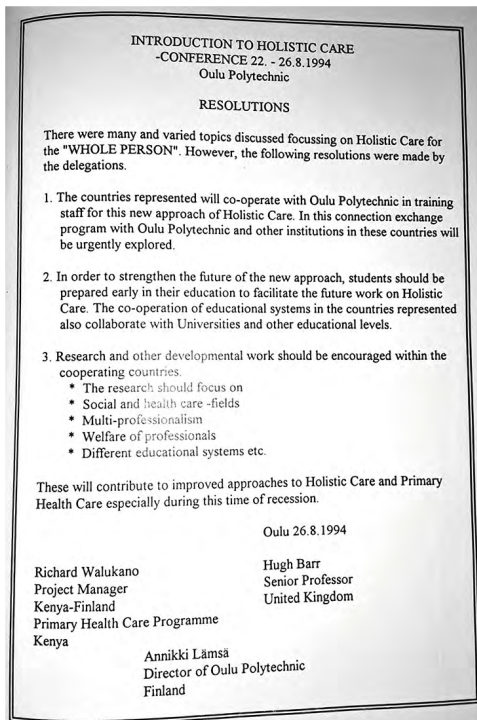 INTRODUCTION TO HOLISTIC CARE
-CONFERENCE 22. - 26.8.1994
Oulu Polytechnic
RESOLUTIONS
There were many and varied topics discussed focussing on Holistic Care for
the "WHOLE PERSON". However, the following resolutions were made by
the delegations.
1. The countries represented will co-operate with Oulu Polytechnic in training
staff for this new approach of Holistic Care. In this connection exchange
program with Oulu Polytechnic and other institutions in these countries will
be urgently explored.
2. In order to strengthen the future of the new approach, students should be
prepared early in their education to facilitate the future work on Holistic
Care. The co-operation of educational systems in the countries represented
also collaborate with Universities and other educational levels.
3. Research and other developmental work should be encouraged within the
cooperating countries.
* The research should focus on
* Social and health care -fields
* Multi-professionalism
* Welfare of professionals
* Different educational systems etc.
These will contribute to improved approaches to Holistic Care and Primary
Health Care especially during this time of recession.
Oulu 26.8.1994
Richard Walukano
Project Manager
Kenya-Finland
Primary Health Care Programme
Kenya
Hugh Barr
Senior Professor
United Kingdom
Annikki Lämsä
Director of Oulu Polytechnic
Finland